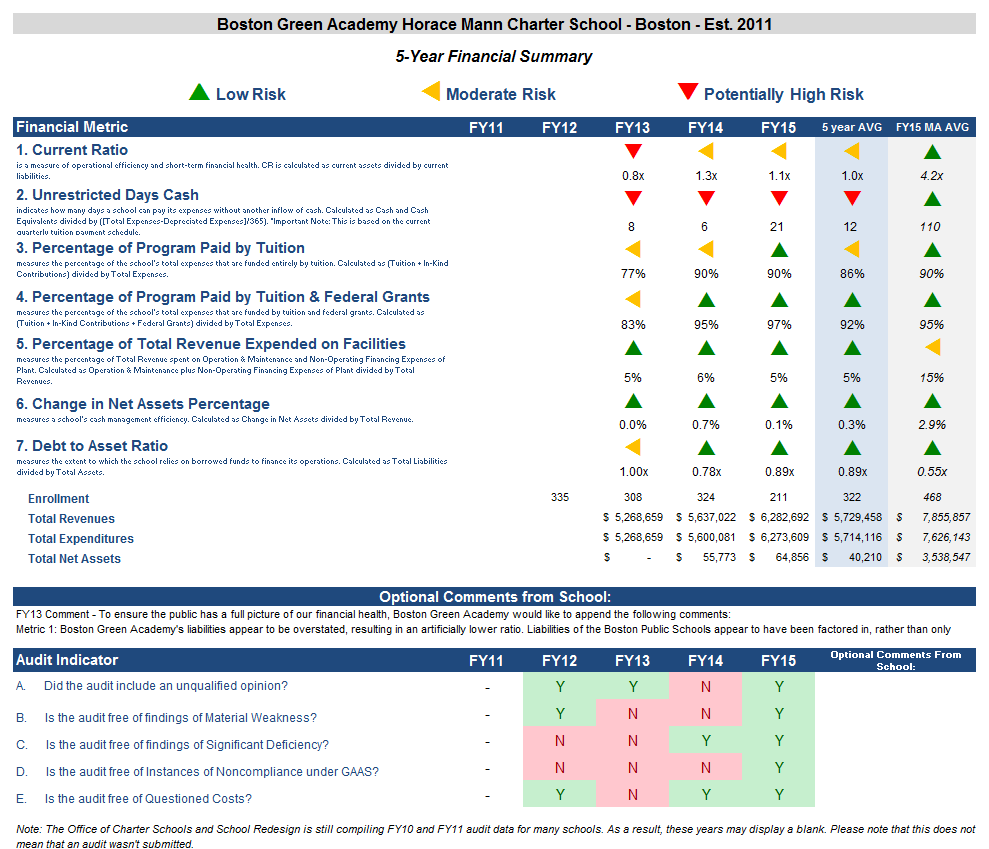 Boston Green Academy Horace Mann Charter School - Boston - Est. 2011
5-Year Financial Summary
Low Risk Moderate Risk Potentially High Risk
Financial Metric FY11 FY12 FY13 FY14 FY15 5 year AVG FY15 MA AVG
1. Current Ratio
is a measure of operational efficiency and short-term financial health. CR is calculated as current assets divided by current
liabilities.
0.8x 1.3x 1.1x 1.0x 4.2x
2. Unrestricted Days Cash
indicates how many days a school can pay its expenses without another inflow of cash. Calculated as Cash and Cash
Equivalents divided by ([Total Expenses-Depreciated Expenses]/365). *Important Note: This is based on the current
quarterly tuition payment schedule.
8 6 21 12 110
3. Percentage of Program Paid by Tuition
measures the percentage of the school's total expenses that are funded entirely by tuition. Calculated as (Tuition + In-Kind
Contributions) divided by Total Expenses.
77% 90% 90% 86% 90%
4. Percentage of Program Paid by Tuition & Federal Grants
measures the percentage of the school's total expenses that are funded by tuition and federal grants. Calculated as
(Tuition + In-Kind Contributions + Federal Grants) divided by Total Expenses.
83% 95% 97% 92% 95%
5. Percentage of Total Revenue Expended on Facilities
measures the percentage of Total Revenue spent on Operation & Maintenance and Non-Operating Financing Expenses of
Plant. Calculated as Operation & Maintenance plus Non-Operating Financing Expenses of Plant divided by Total
Revenues.
5% 6% 5% 5% 15%
6. Change in Net Assets Percentage
measures a school's cash management efficiency. Calculated as Change in Net Assets divided by Total Revenue.
0.0% 0.7% 0.1% 0.3% 2.9%
7. Debt to Asset Ratio
measures the extent to which the school relies on borrowed funds to finance its operations. Calculated as Total Liabilities
divided by Total Assets.
1.00x 0.78x 0.89x 0.89x 0.55x
Enrollment 335 308 324 211 322 468
Total Revenues $ 5,268,659 $ 5,637,022 $ 6,282,692 $ 5,729,458 $ 7,855,857
Total Expenditures $ 5,268,659 $ 5,600,081 $ 6,273,609 $ 5,714,116 $ 7,626,143
Total Net Assets $ - $ 55,773 $ 64,856 $ 40,210 $ 3,538,547
Optional Comments from School:
FY13 Comment - To ensure the public has a full picture of our financial health, Boston Green Academy would like to append the following comments:
Metric 1: Boston Green Academy's liabilities appear to be overstated, resulting in an artificially lower ratio. Liabilities of the Boston Public Schools appear to have been factored in, rather than only
Audit Indicator FY11 FY12 FY13 FY14 FY15 Optional Comments From
School:
A. Did the audit include an unqualified opinion? - Y Y N Y
B. Is the audit free of findings of Material Weakness? - Y N N Y
C. Is the audit free of findings of Significant Deficiency? - N N Y Y
D. Is the audit free of Instances of Noncompliance under GAAS? - N N N Y
E. Is the audit free of Questioned Costs? - Y N Y Y
Note: The Office of Charter Schools and School Redesign is still compiling FY10 and FY11 audit data for many schools. As a result, these years may display a blank. Please note that this does not
mean that an audit wasn't submitted.